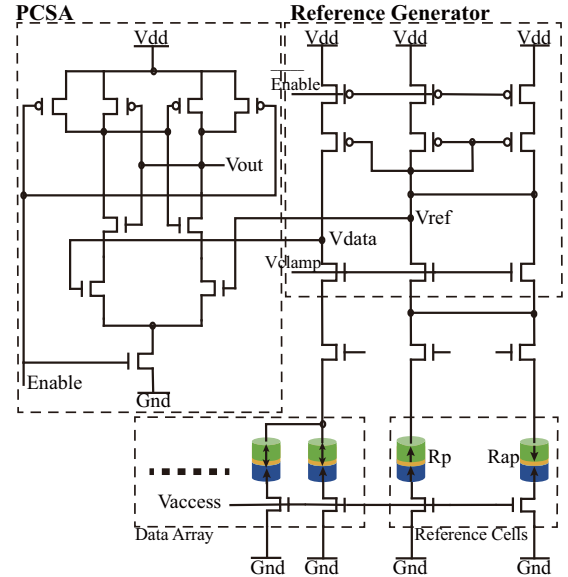 PCSA
Reference Generator
Vdd
Vdd
Vdd
Vdd
Enable
Vout
Vref
Vdata
Vclamp
Enable
Gnd
Rp
Rap
Vaccess
Data Array
Reference Cells
Gnd
Gnd
Gnd
Gnd